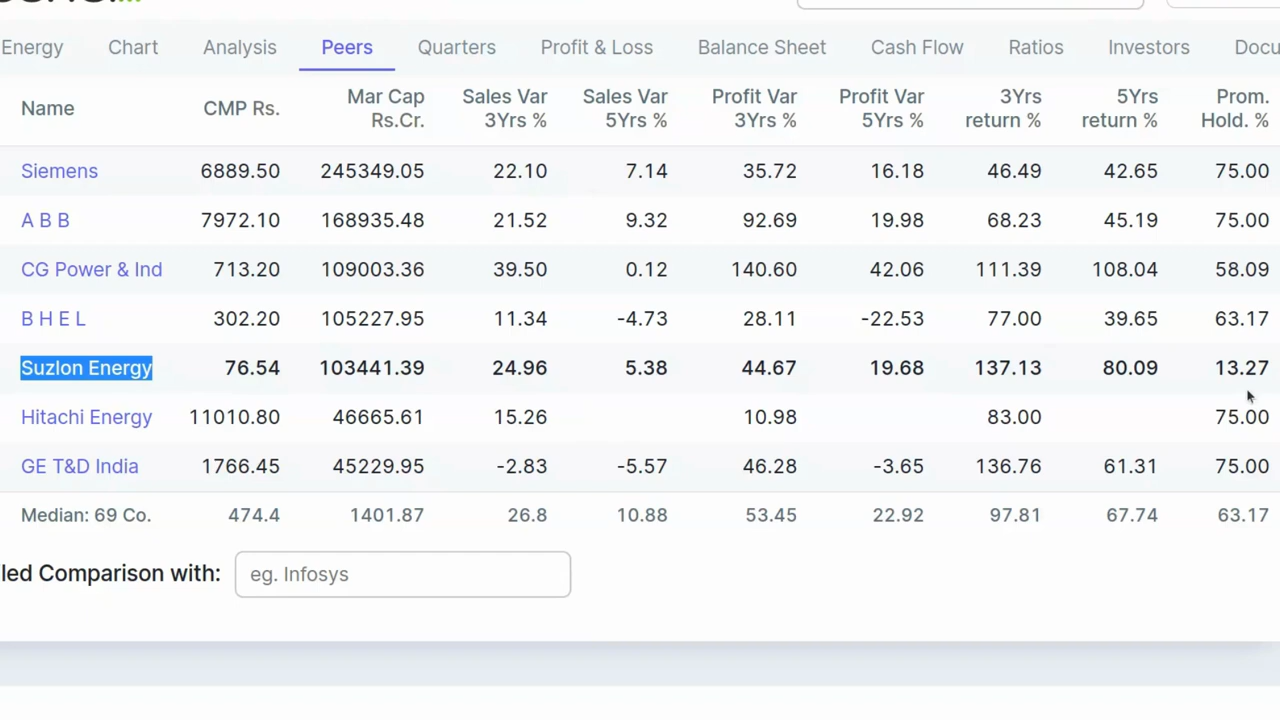 Energy Chart Analysis Peers Quarters Profit & Loss Balance Sheet Cash Flow Ratios Investors Docu
Name CMP Rs. Mar Cap Rs.Cr. Sales Var 3Yrs % Sales Var 5Yrs % Profit Var 3Yrs % Profit Var 5Yrs % 3Yrs return % 5Yrs return % Prom. Hold. %
Siemens 6889.50 245349.05 22.10 7.14 35.72 16.18 46.49 42.65 75.00
A B B 7972.10 168935.48 21.52 9.32 92.69 19.98 68.23 45.19 75.00
CG Power & Ind 713.20 109003.36 39.50 0.12 140.60 42.06 111.39 108.04 58.09
B H E L 302.20 105227.95 11.34 -4.73 28.11 -22.53 77.00 39.65 63.17
Suzlon Energy 76.54 103441.39 24.96 5.38 44.67 19.68 137.13 80.09 13.27
Hitachi Energy 11010.80 46665.61 15.26 10.98 83.00 75.00
GE T&D India 1766.45 45229.95 -2.83 -5.57 46.28 -3.65 136.76 61.31 75.00
Median: 69 Co. 474.4 1401.87 26.8 10.88 53.45 22.92 97.81 67.74 63.17
led Comparison with: eg. Infosys